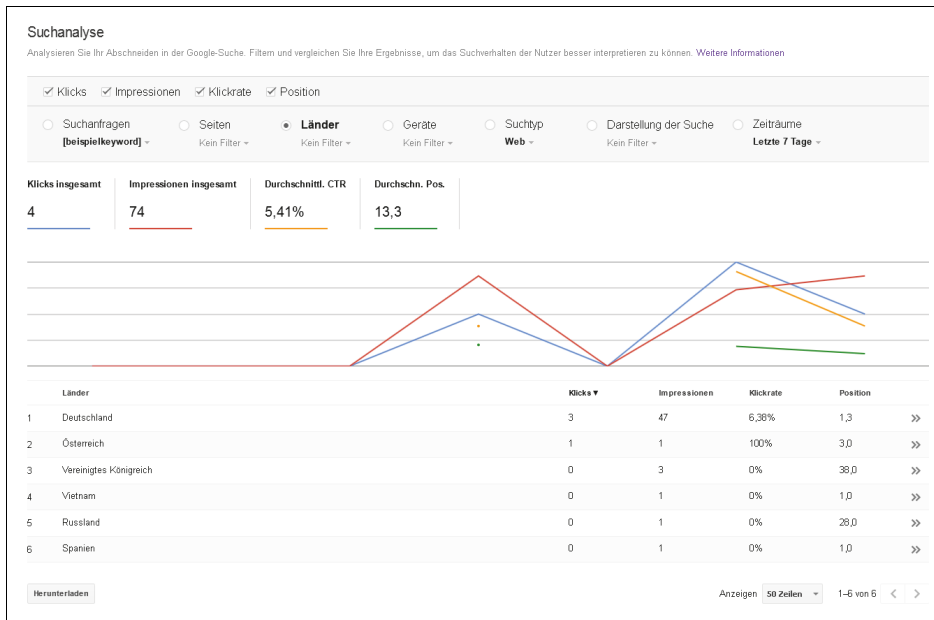 Suchanalyse
Analysieren Sie Ihr Abschneiden in der Google-Suche. Filtern und vergleichen Sie Ihre Ergebnisse, um das Suchverhalten der Nutzer besser interpretieren zu können. Weitere Informationen
Klicks Impressionen Klickrate Position
Suchanfragen Seiten Länder Geräte Suchtyp Darstellung der Suche Zeiträume
[beispielkeyword] Kein Filter Kein Filter Kein Filter Web Kein Filter Letzte 7 Tage
Klicks insgesamt Impressionen insgesamt Durchschnittl. CTR Durchschn. Pos.
4 74 5,41% 13,3
Länder Klicks▼ Impressionen Klickrate Position
1 Deutschland 3 47 6,38% 1,3 »
2 Österreich 1 1 100% 3,0 »
3 Vereinigtes Königreich 0 3 0% 38,0 »
4 Vietnam 0 1 0% 1,0 »
5 Russland 0 1 0% 28,0 »
6 Spanien 0 1 0% 1,0 »
Herunterladen Anzeigen 50 Zeilen 1–6 von 6